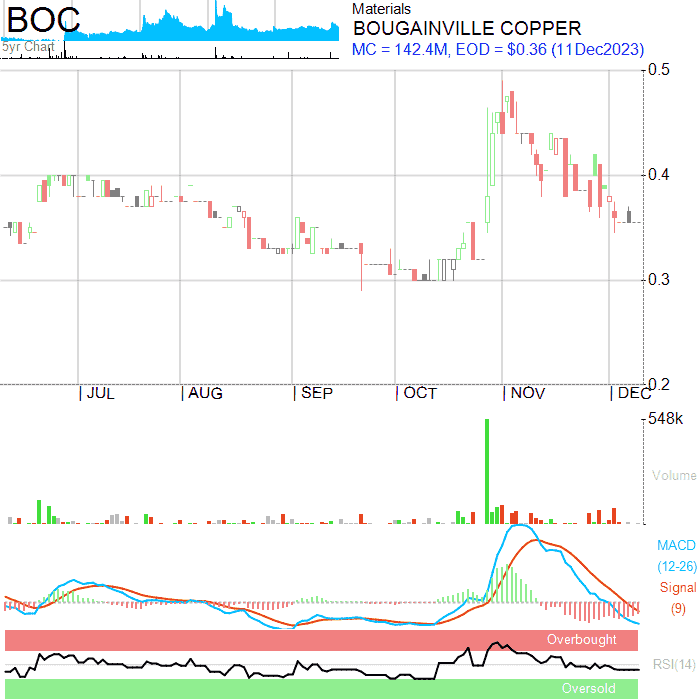 BOC
5yr Chart
Materials
BOUGAINVILLE COPPER
MC = 142.4M, EOD = $0.36 (11Dec2023)
0.5
0.4
0.3
0.2
JUL AUG SEP OCT NOV DEC
548k
Volume
MACD
(12-26)
Signal
(9)
Overbought
RSI(14)
Oversold